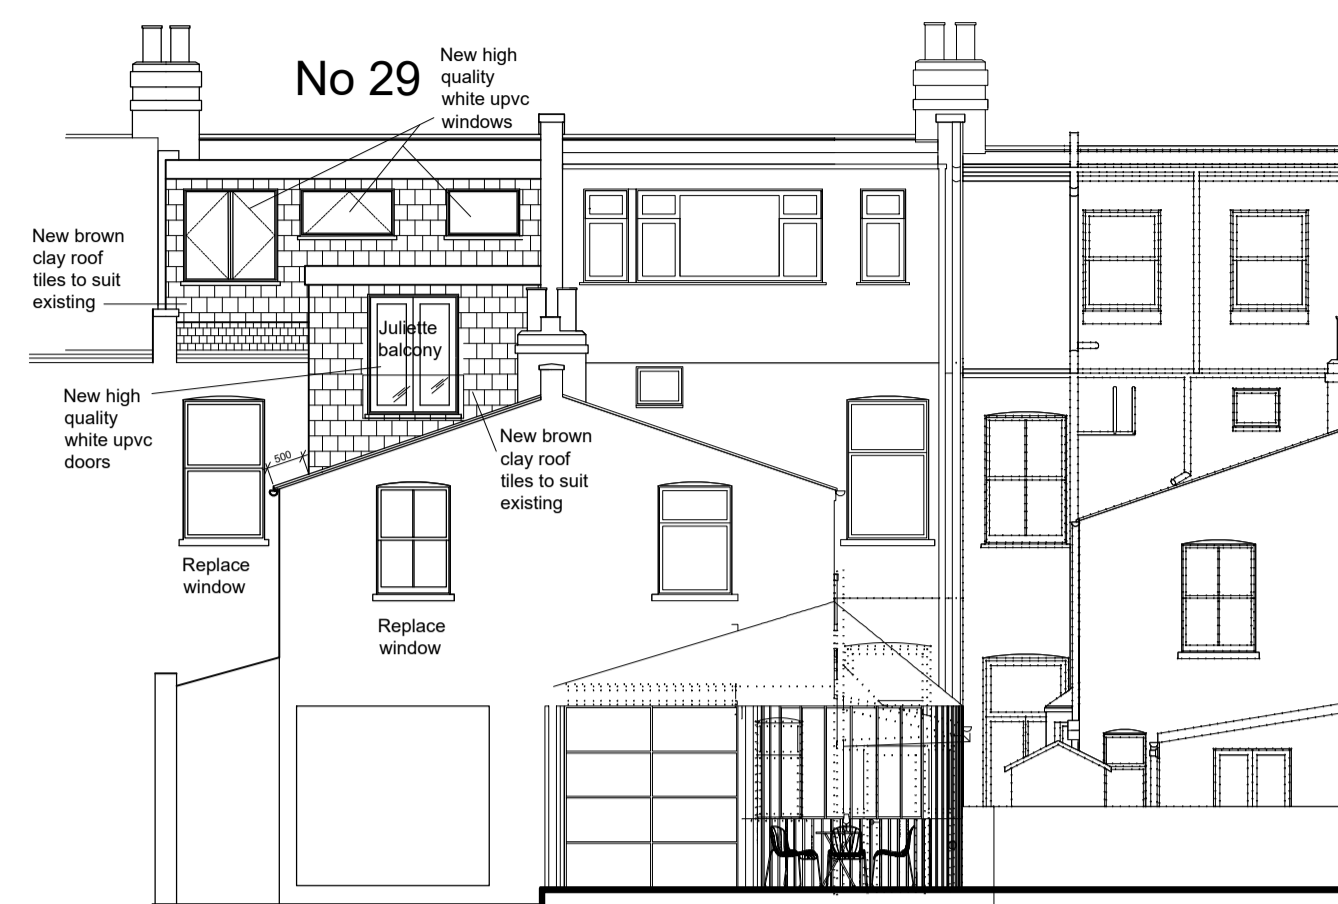 No 29
New high
quality
white upvc
windows
New brown
clay roof
tiles to suit
existing
Juliette
balcony
New high
quality
white upvc
doors
500
New brown
clay roof
tiles to suit
existing
Replace
window
Replace
window